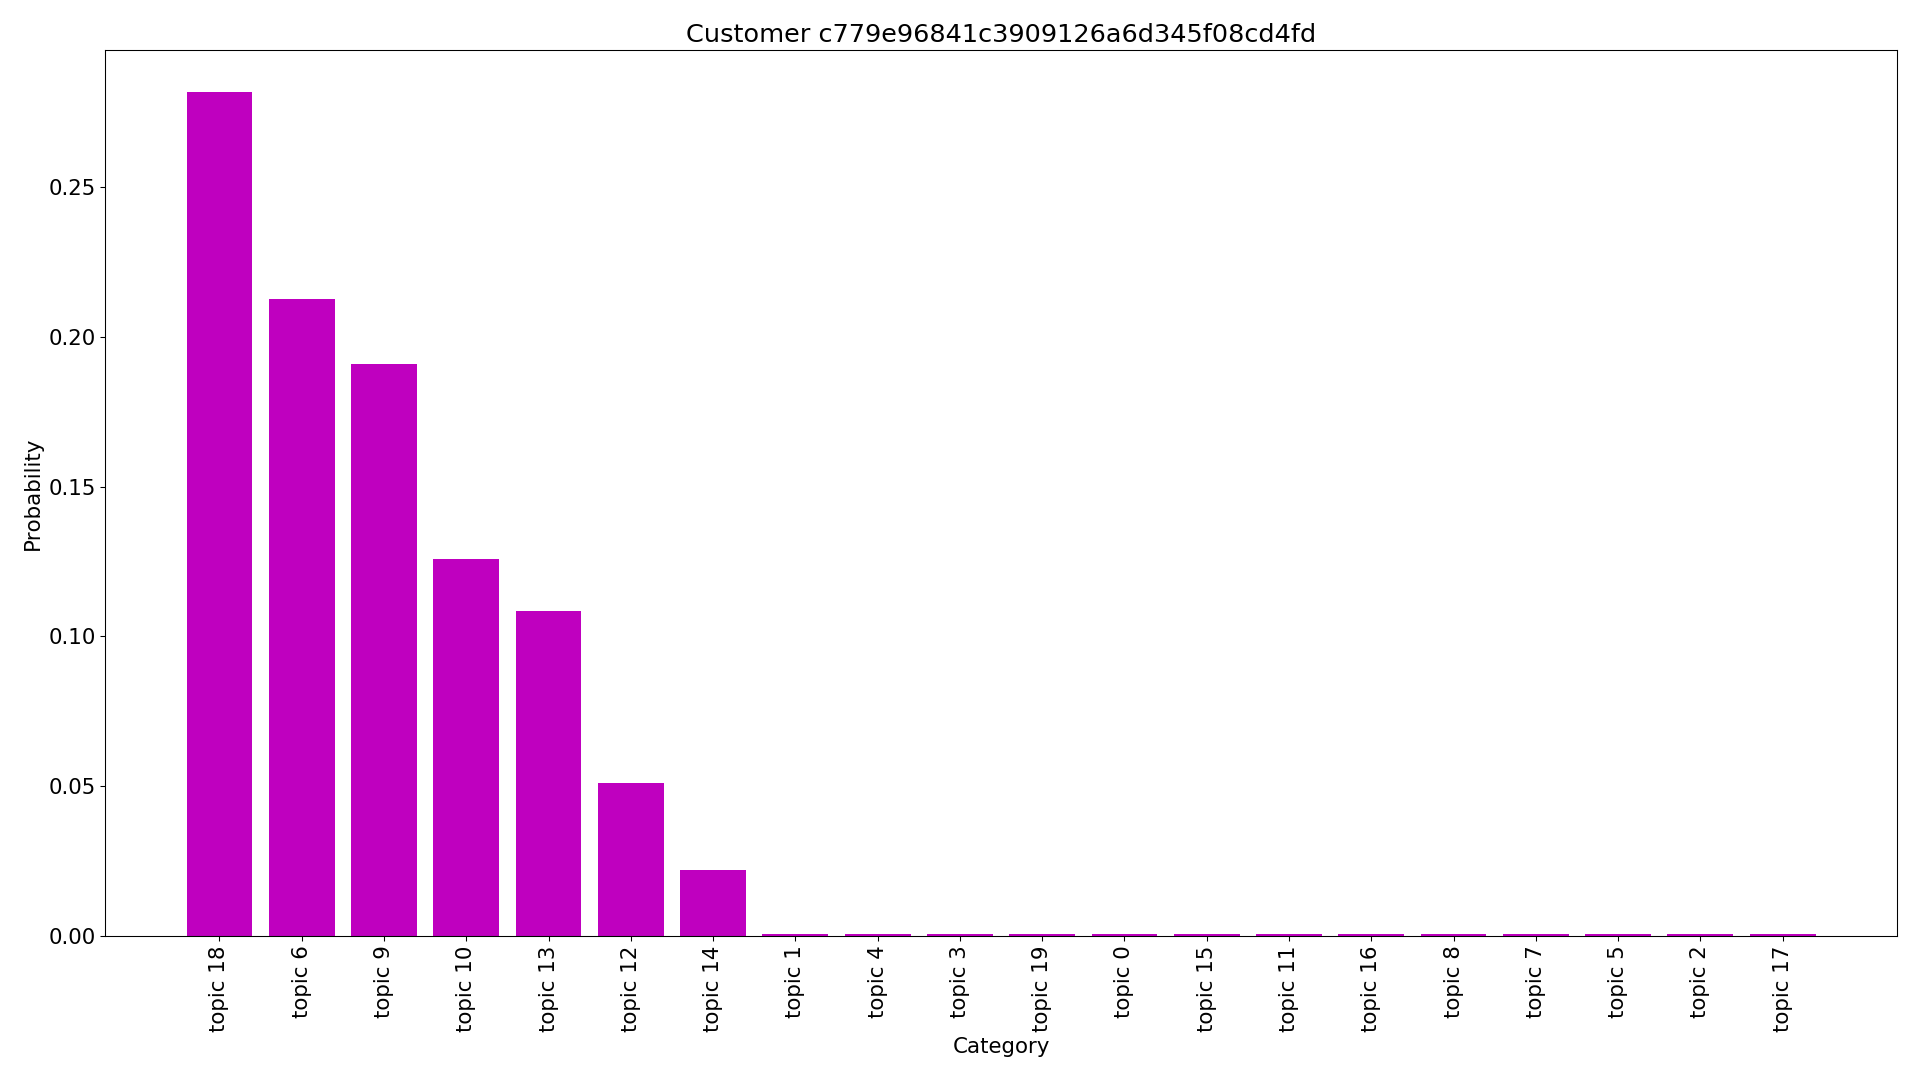 Customer c779e96841c3909126a6d345f08cd4fd
Probability
0.25
0.20
0.15
0.10
0.05
0.00
topic 18
topic 6
topic 9
topic 10
topic 13
topic 12
topic 14
topic 1
topic 4
topic 3
topic 19
topic 0
topic 15
topic 11
topic 16
topic 8
topic 7
topic 5
topic 2
topic 17
Category